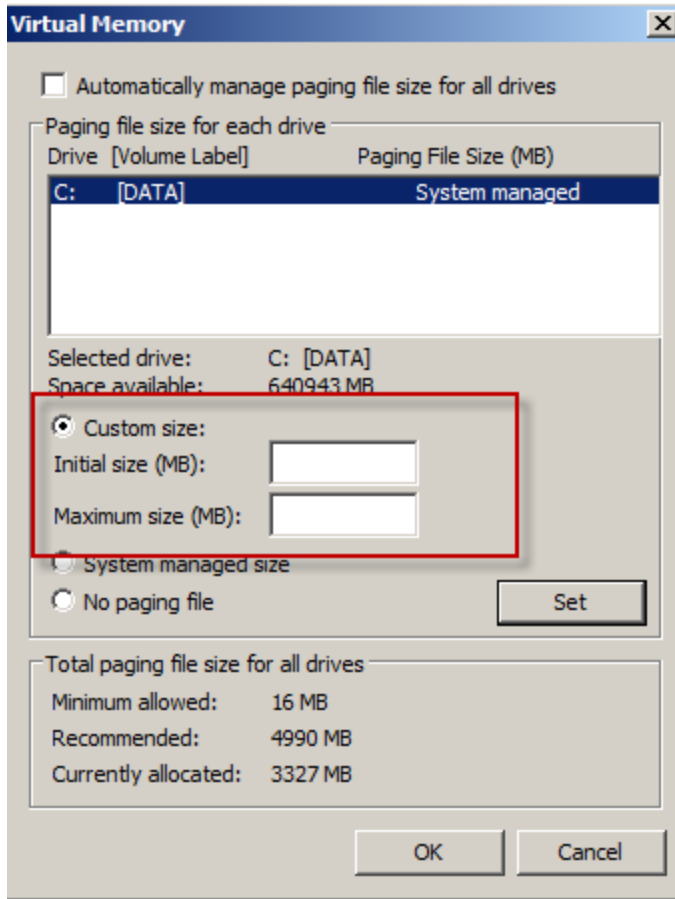 Virtual Memory
Automatically manage paging file size for all drives
Paging file size for each drive
Drive [Volume Label] Paging File Size (MB)
C: [DATA] System managed
Selected drive: C: [DATA]
Space available: 640943 MB
Custom size:
Initial size (MB):
Maximum size (MB):
System managed size
No paging file Set
Total paging file size for all drives
Minimum allowed: 16 MB
Recommended: 4990 MB
Currently allocated: 3327 MB
OK Cancel